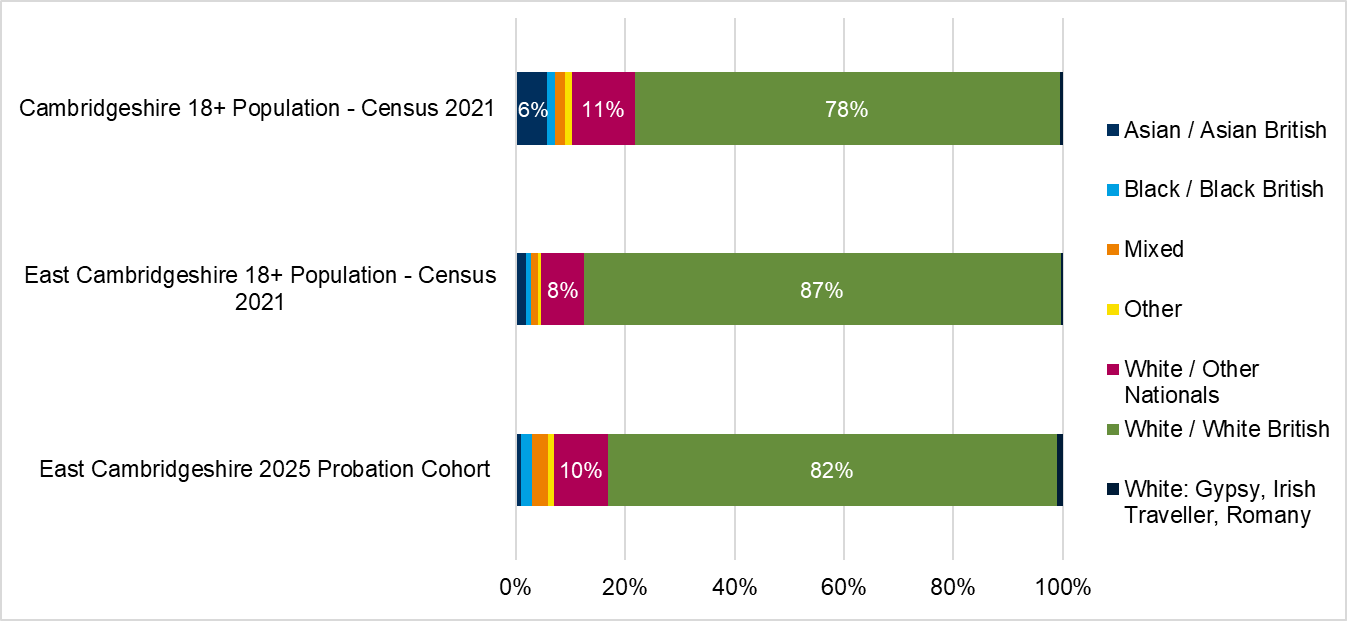 Cambridgeshire 18+ Population - Census 2021
6%
11%
78%
East Cambridgeshire 18+ Population - Census
2021
8%
87%
East Cambridgeshire 2025 Probation Cohort
10%
82%
0%
20%
40%
60%
80%
100%
Asian / Asian British
Black / Black British
Mixed
Other
White / Other
Nationals
White / White British
White: Gypsy, Irish
Traveller, Romany